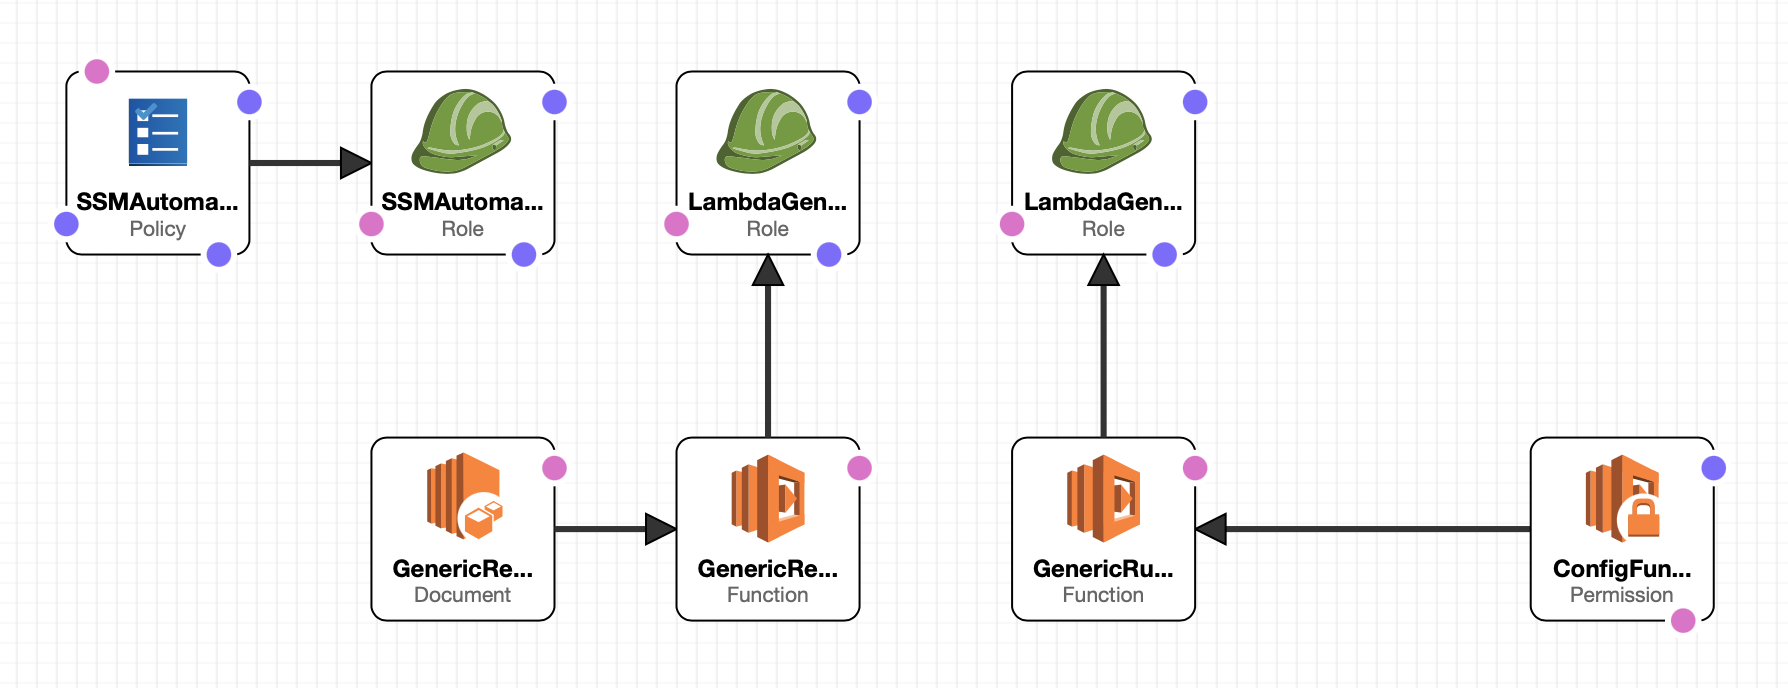 SSMAutoma...
Policy
SSMAutoma...
Role
LambdaGen...
Role
LambdaGen...
Role
GenericRe...
Document
GenericRe...
Function
GenericRu...
Function
ConfigFun...
Permission